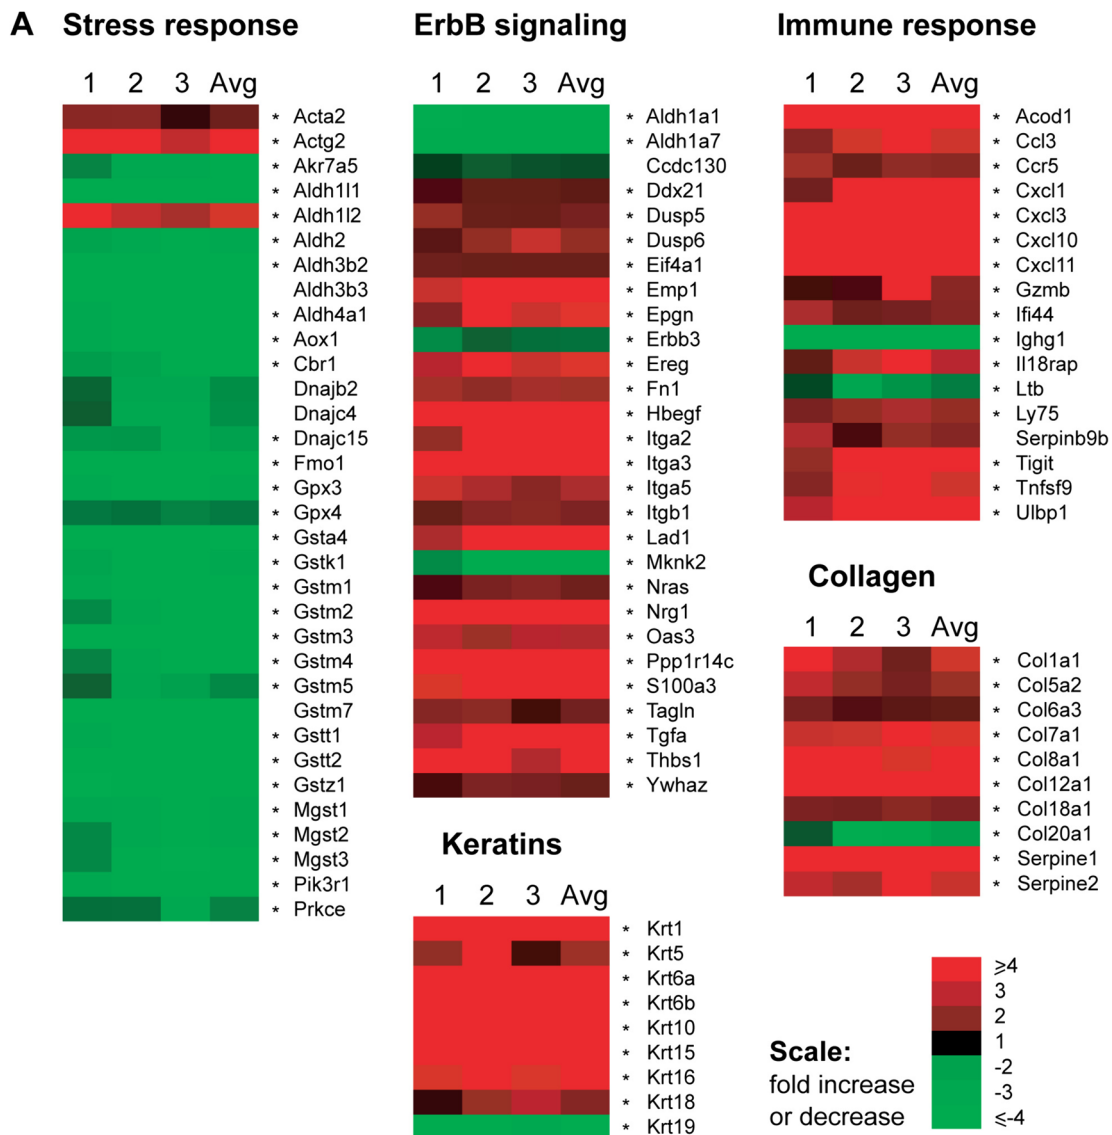 A
Stress response
1 2 3 Avg
* Acta2
* Actg2
* Akr7a5
* Aldh1l1
* Aldh1l2
* Aldh2
* Aldh3b2
Aldh3b3
* Aldh4a1
* Aox1
* Cbr1
Dnajb2
Dnajc4
* Dnajc15
* Fmo1
* Gpx3
* Gpx4
* Gsta4
* Gstk1
* Gstm1
* Gstm2
* Gstm3
* Gstm4
* Gstm5
Gstm7
* Gstt1
* Gstt2
* Gstz1
* Mgst1
* Mgst2
* Mgst3
* Pik3r1
* Prkce
ErbB signaling
1 2 3 Avg
* Aldh1a1
* Aldh1a7
Ccdc130
* Ddx21
* Dusp5
* Dusp6
* Eif4a1
* Emp1
* Epgn
* Erbb3
* Ereg
* Fn1
* Hbegf
* Itga2
* Itga3
* Itga5
* Itgb1
* Lad1
* Mknk2
* Nras
* Nrg1
* Oas3
* Ppp1r14c
* S100a3
* Tagln
* Tgfa
* Thbs1
* Ywhaz
Keratins
1 2 3 Avg
* Krt1
* Krt5
* Krt6a
* Krt6b
* Krt10
* Krt15
* Krt16
* Krt18
* Krt19
Immune response
1 2 3 Avg
* Acod1
* Ccl3
* Ccr5
* Cxcl1
* Cxcl3
* Cxcl10
* Cxcl11
* Gzmb
* Ifi44
* Ighg1
* Il18rap
* Ltb
* Ly75
Serpinb9b
* Tigit
* Tnfsf9
* Ulbp1
Collagen
1 2 3 Avg
* Col1a1
* Col5a2
* Col6a3
* Col7a1
* Col8a1
* Col12a1
* Col18a1
* Col20a1
* Serpine1
* Serpine2
Scale:
fold increase
or decrease
⩾4
3
2
1
-2
-3
⩽-4